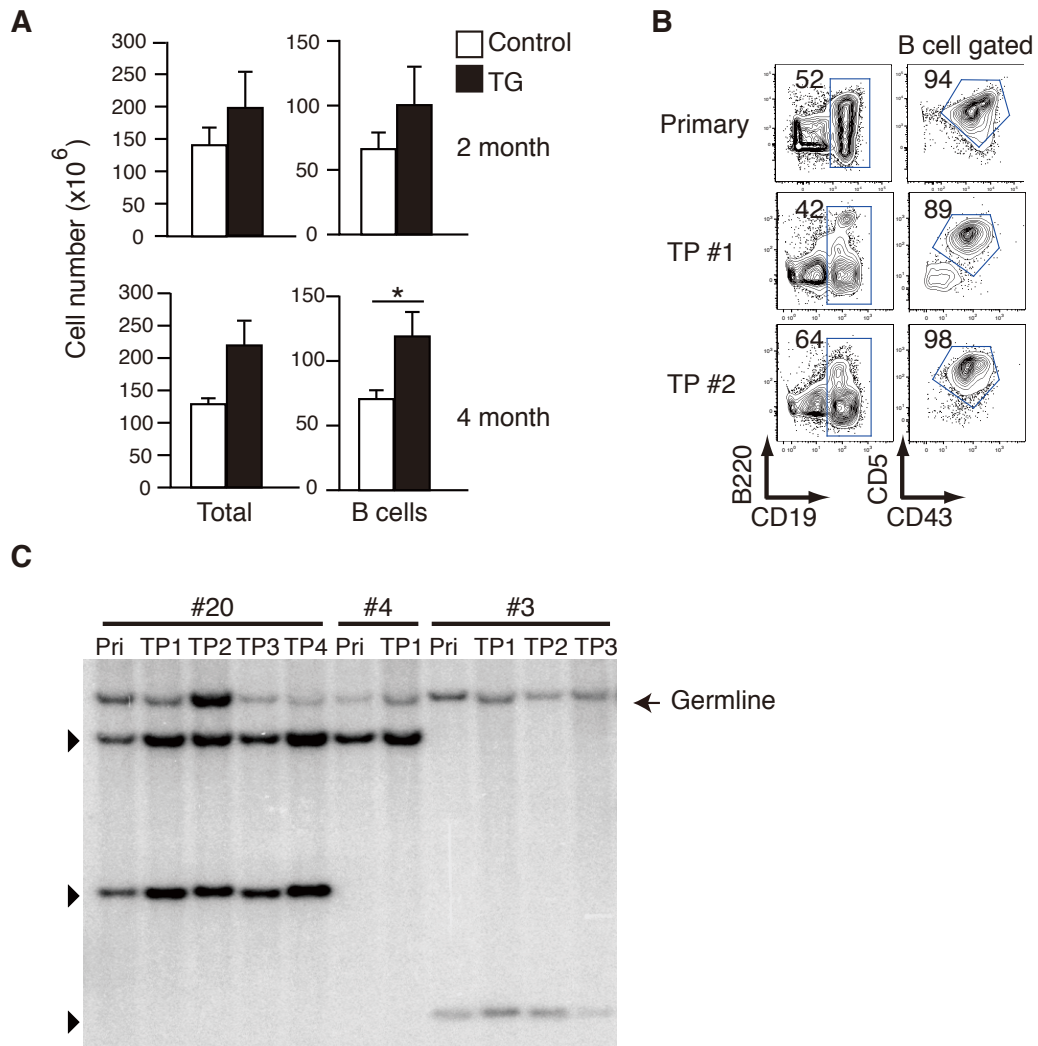 A
Cell number (x10⁶)
300
250
200
150
100
50
0
150
100
50
0
Control
TG
2 month
300
250
200
150
100
50
0
150
100
50
0
*
4 month
Total
B cells
B
B cell gated
Primary
52
94
TP #1
42
89
TP #2
64
98
B220
CD19
CD5
CD43
C
#20 #4 #3
Pri TP1 TP2 TP3 TP4 Pri TP1 Pri TP1 TP2 TP3
Germline